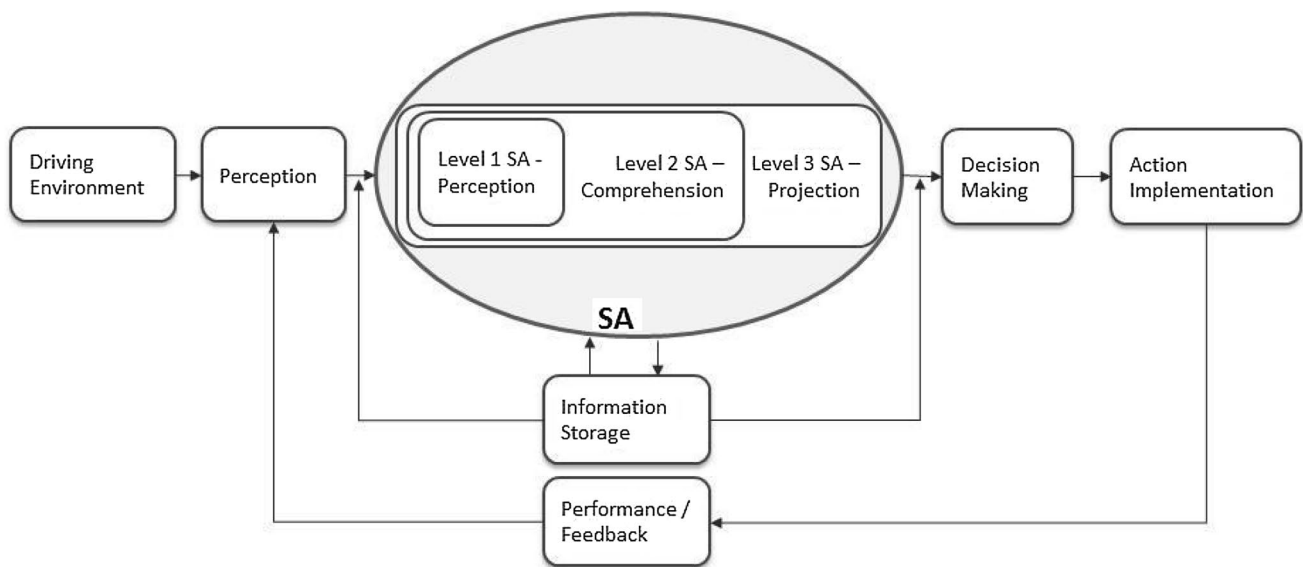 Driving
Environment
Perception
Level 1 SA -
Perception
Level 2 SA –
Comprehension
Level 3 SA –
Projection
SA
Decision
Making
Action
Implementation
Information
Storage
Performance /
Feedback